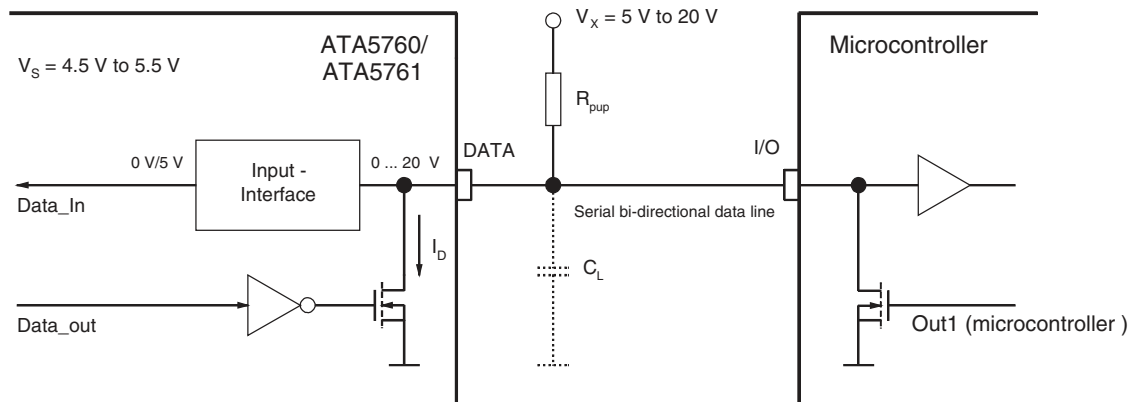 V_X = 5 V to 20 V
ATA5760/
ATA5761
Microcontroller
V_S = 4.5 V to 5.5 V
R_pup
DATA
I/O
0 V/5 V
0 ... 20 V
Input -
Interface
Data_In
Serial bi-directional data line
I_D
C_L
Data_out
Out1 (microcontroller )